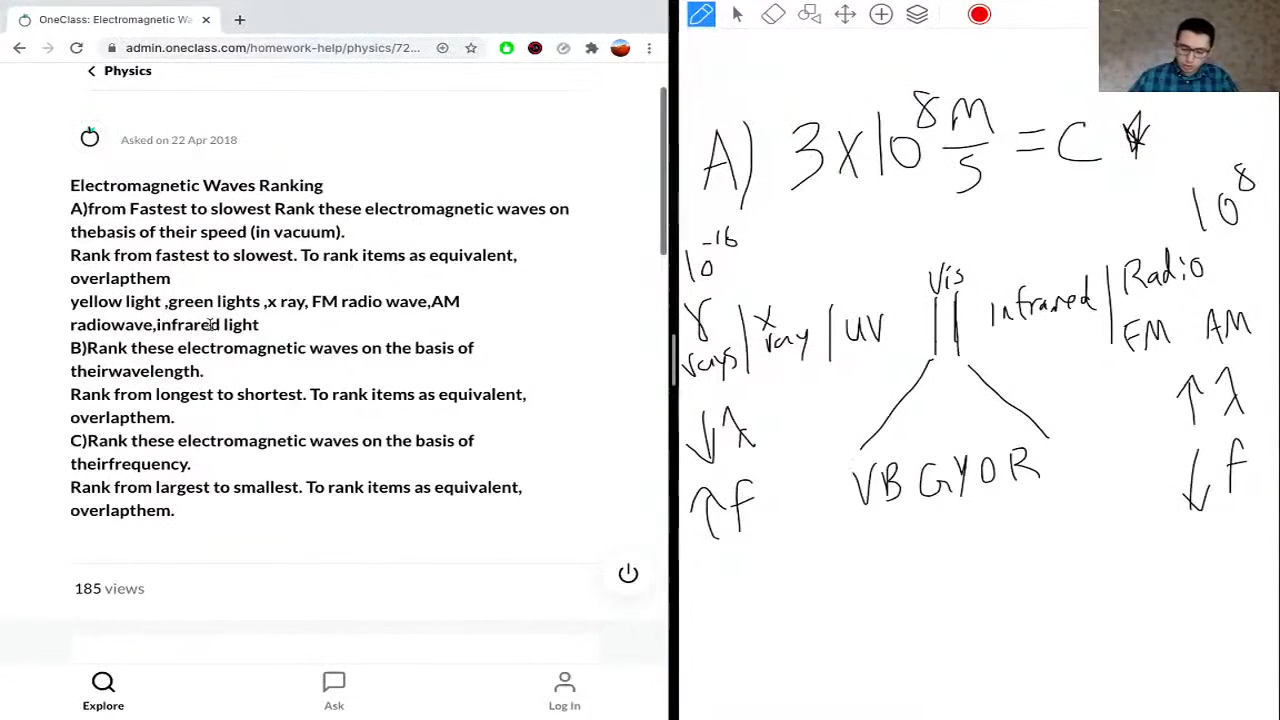 OneClass: Electromagnetic Wa
admin.oneclass.com/homework-help/physics/72...
Physics
Asked on 22 Apr 2018
Electromagnetic Waves Ranking
A)from Fastest to slowest Rank these electromagnetic waves on
thebasis of their speed (in vacuum).
Rank from fastest to slowest. To rank items as equivalent,
overlapthem
yellow light ,green lights ,x ray, FM radio wave,AM
radiowave,infrared light
B)Rank these electromagnetic waves on the basis of
theirwavelength.
Rank from longest to shortest. To rank items as equivalent,
overlapthem.
C)Rank these electromagnetic waves on the basis of
theirfrequency.
Rank from largest to smallest. To rank items as equivalent,
overlapthem.
185 views
Explore
Ask
Log In
A) 3 x 10^8 M/S = C *
10^-16
10^8
γ rays | x ray | UV || Vis Infrared | Radio
FM AM
↓λ ↑λ
V B G Y O R
↑f ↓f